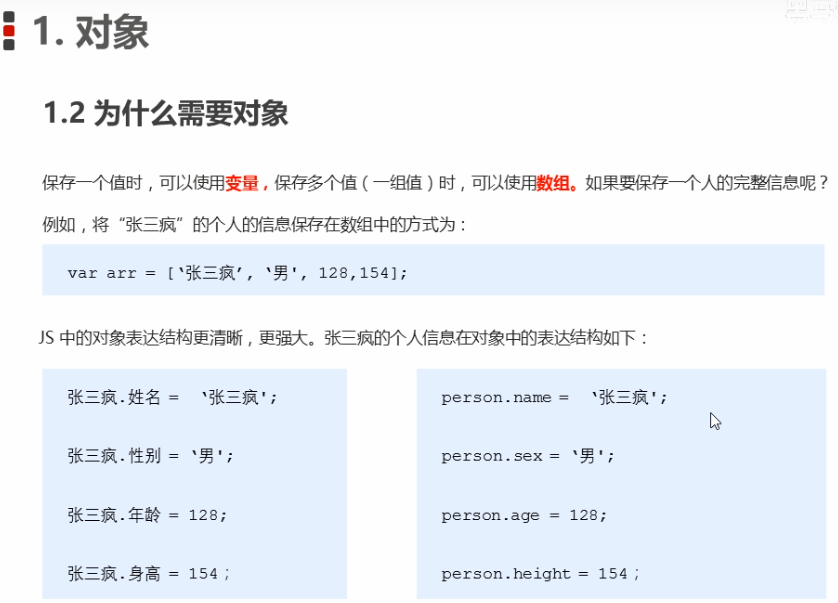 1. 对象
1.2 为什么需要对象
保存一个值时，可以使用变量，保存多个值（一组值）时，可以使用数组。如果要保存一个人的完整信息呢？
例如，将“张三疯”的个人的信息保存在数组中的方式为：
var arr = [‘张三疯’, ‘男', 128,154];
JS 中的对象表达结构更清晰，更强大。张三疯的个人信息在对象中的表达结构如下：
张三疯.姓名 = ‘张三疯';
张三疯.性别 = ‘男';
张三疯.年龄 = 128;
张三疯.身高 = 154；
person.name = ‘张三疯';
person.sex = ‘男';
person.age = 128;
person.height = 154；